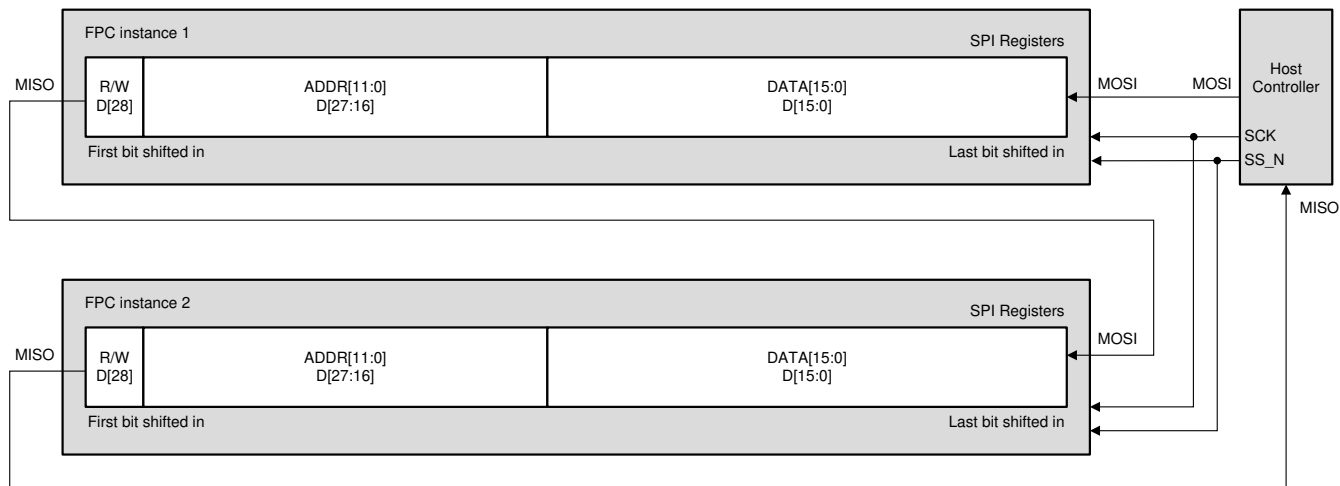 FPC instance 1
SPI Registers
MISO
R/W
D[28]
ADDR[11:0]
D[27:16]
DATA[15:0]
D[15:0]
MOSI
MOSI
Host
Controller
SCK
SS_N
First bit shifted in
Last bit shifted in
MISO
FPC instance 2
SPI Registers
MISO
R/W
D[28]
ADDR[11:0]
D[27:16]
DATA[15:0]
D[15:0]
MOSI
First bit shifted in
Last bit shifted in